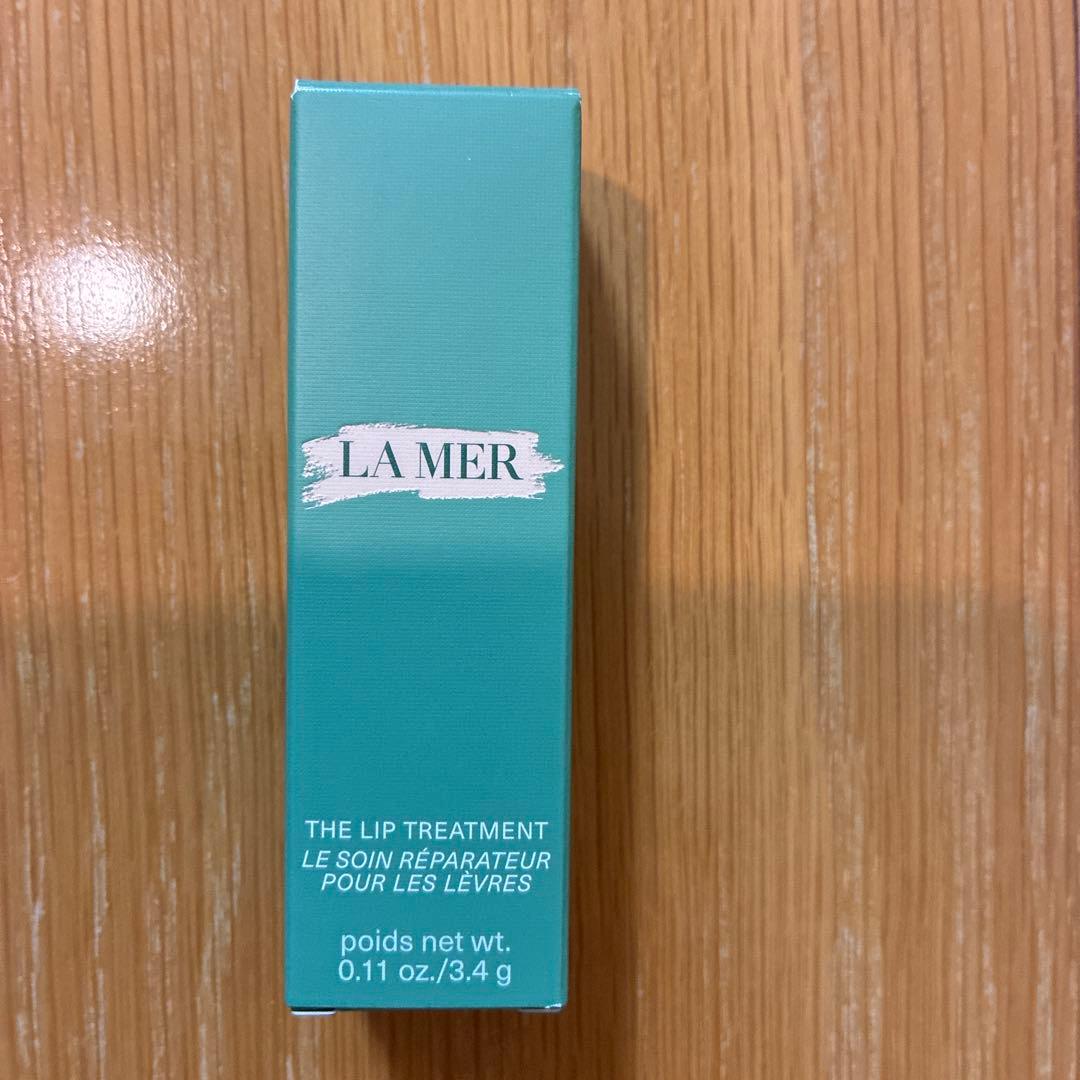 LA MER
THE LIP TREATMENT
LE SOIN RÉPARATEUR
POUR LES LÈVRES
poids net wt.
0.11 oz./3.4 g